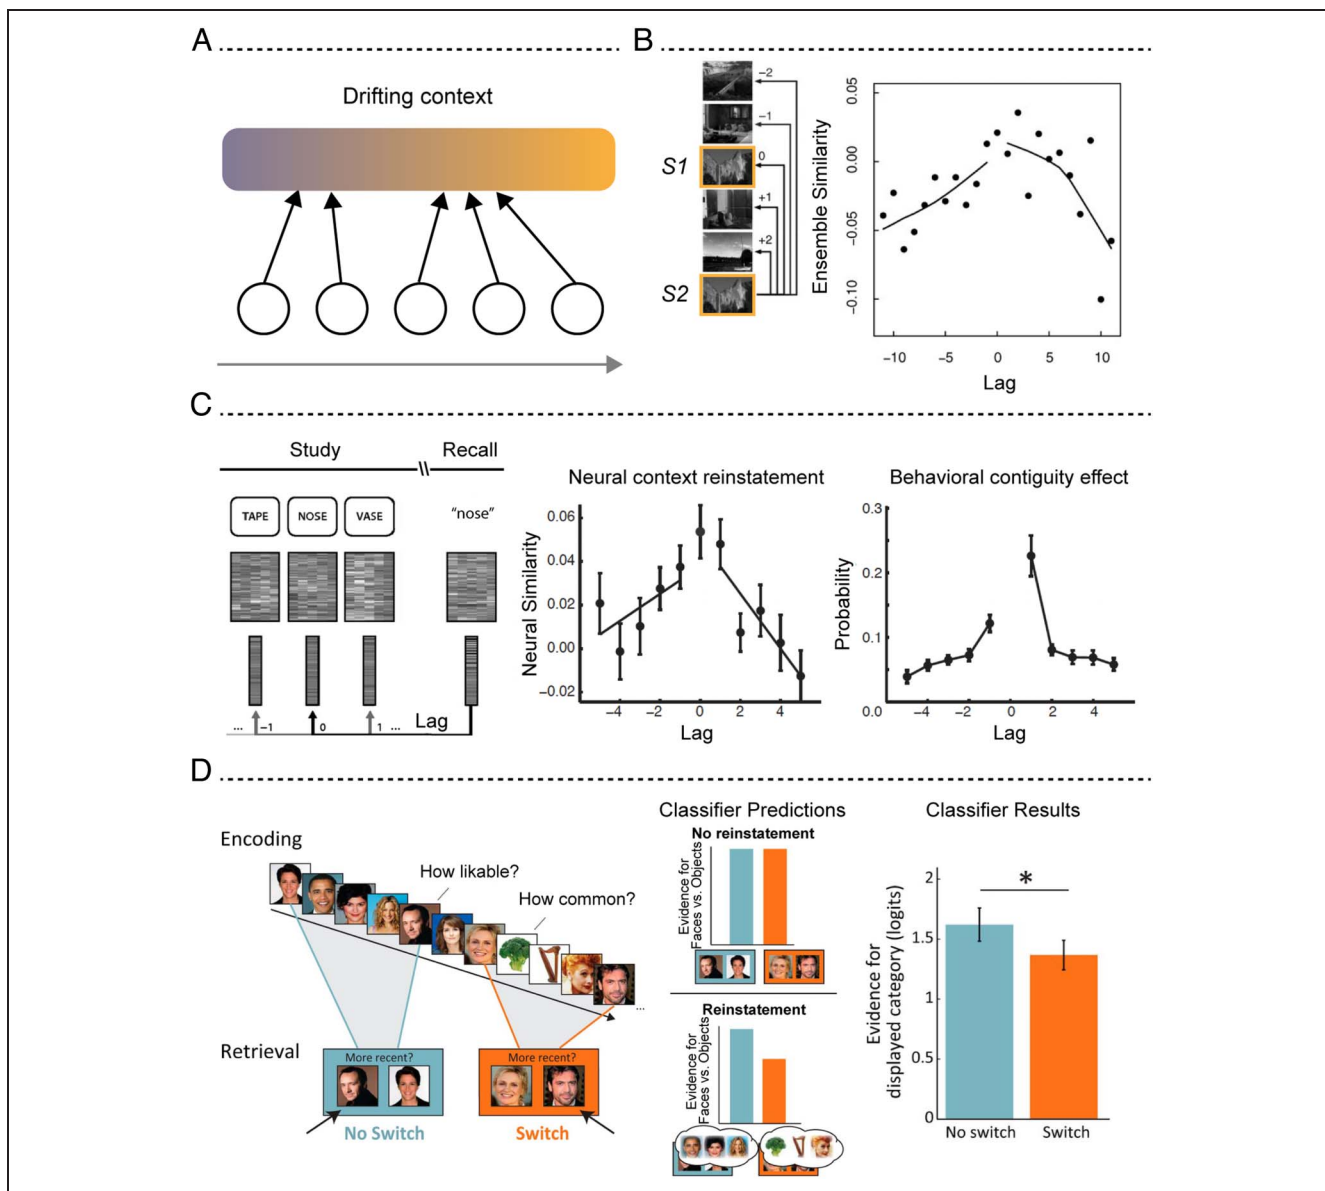 A
Drifting context
B
−2
−1
S1
0
+1
+2
S2
Ensemble Similarity
0.05
0.00
−0.05
−0.10
−10
−5
0
5
10
Lag
C
Study
Recall
TAPE
NOSE
VASE
"nose"
... −1
0
1 ...
Lag
Neural context reinstatement
Neural Similarity
0.06
0.04
0.02
0.00
−0.02
−4
−2
0
2
4
Lag
Behavioral contiguity effect
Probability
0.3
0.2
0.1
0.0
−4
−2
0
2
4
Lag
D
Encoding
How likable?
How common?
...
Retrieval
More recent?
No Switch
More recent?
Switch
Classifier Predictions
No reinstatement
Evidence for
Faces vs. Objects
Reinstatement
Evidence for
Faces vs. Objects
Classifier Results
Evidence for
displayed category (logits)
2
1.5
1
0.5
0
*
No switch
Switch